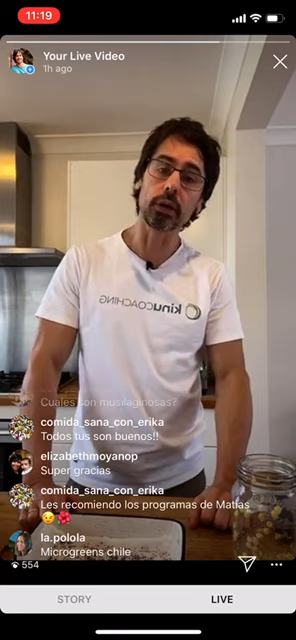 11:19
Your Live Video
1h ago
kinuCOACHING
Cuales son musilaginosas?
comida_sana_con_erika
Todos tus son buenos!!
elizabethmoyanop
Super gracias
comida_sana_con_erika
Les recomiendo los programas de Matias
😉🌺
la.polola
Microgreens chile
554
STORY
LIVE